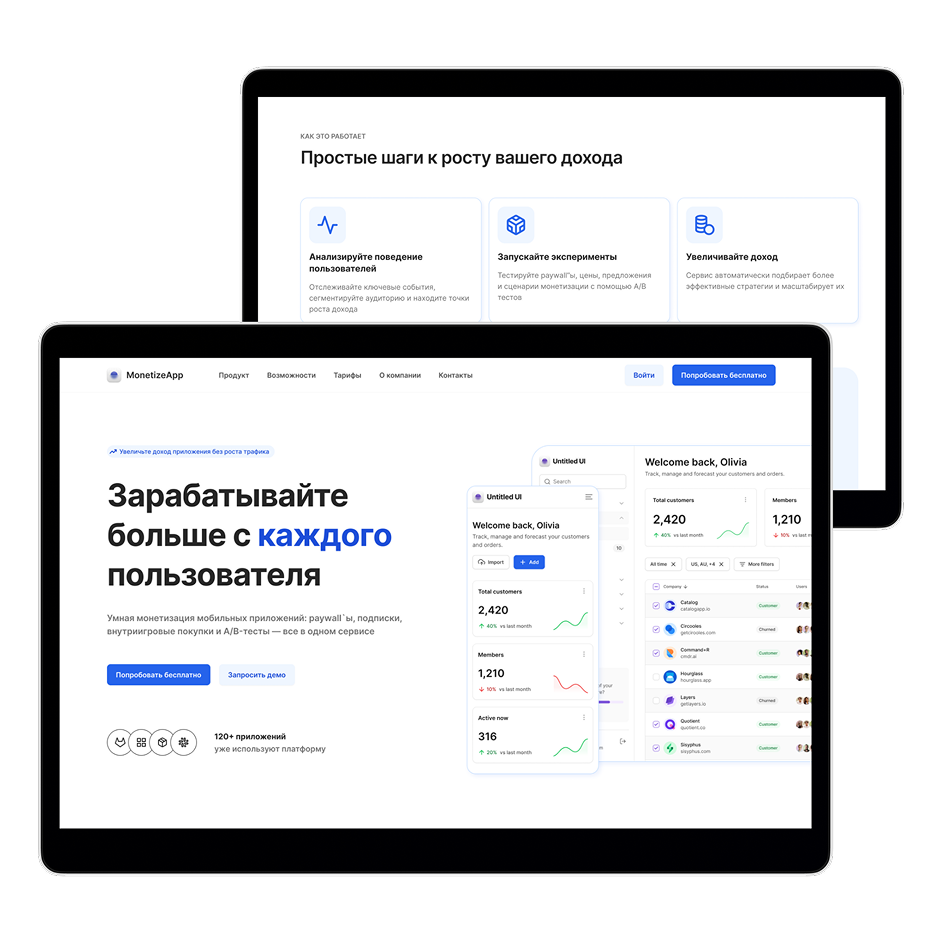 КАК ЭТО РАБОТАЕТ
Простые шаги к росту вашего дохода
Анализируйте поведение
пользователей
Отслеживайте ключевые события,
сегментируйте аудиторию и находите точки
роста дохода
Запускайте эксперименты
Тестируйте paywall"ы, цены, предложения
и сценарии монетизации с помощью A/B
тестов
Увеличивайте доход
Сервис автоматически подбирает более
эффективные стратегии и масштабирует их
MonetizeApp
Продукт
Возможности
Тарифы
О компании
Контакты
Войти
Попробовать бесплатно
Увеличьте доход приложения без роста трафика
Зарабатывайте
больше с каждого
пользователя
Умная монетизация мобильных приложений: paywall`ы, подписки,
внутриигровые покупки и A/B-тесты — все в одном сервисе
Попробовать бесплатно
Запросить демо
120+ приложений
уже используют платформу
Untitled UI
Welcome back, Olivia
Track, manage and forecast your customers
and orders.
Import
Add
Total customers
2,420
40% vs last month
Members
1,210
10% vs last month
Active now
316
20% vs last month
Untitled UI
Search
10
of your
Welcome back, Olivia
Track, manage and forecast your customers and orders.
Total customers
2,420
40% vs last month
Members
1,210
10% vs last m
All time
US, AU, +4
More filters
Company
Status
Users
Catalog
catalogapp.io
Customer
Circooles
getcirooles.com
Churned
Command+R
cmdr.ai
Customer
Hourglass
hourglass.app
Customer
Layers
getlayers.io
Churned
Quotient
quotient.co
Customer
Sisyphus
sisyphus.com
Customer